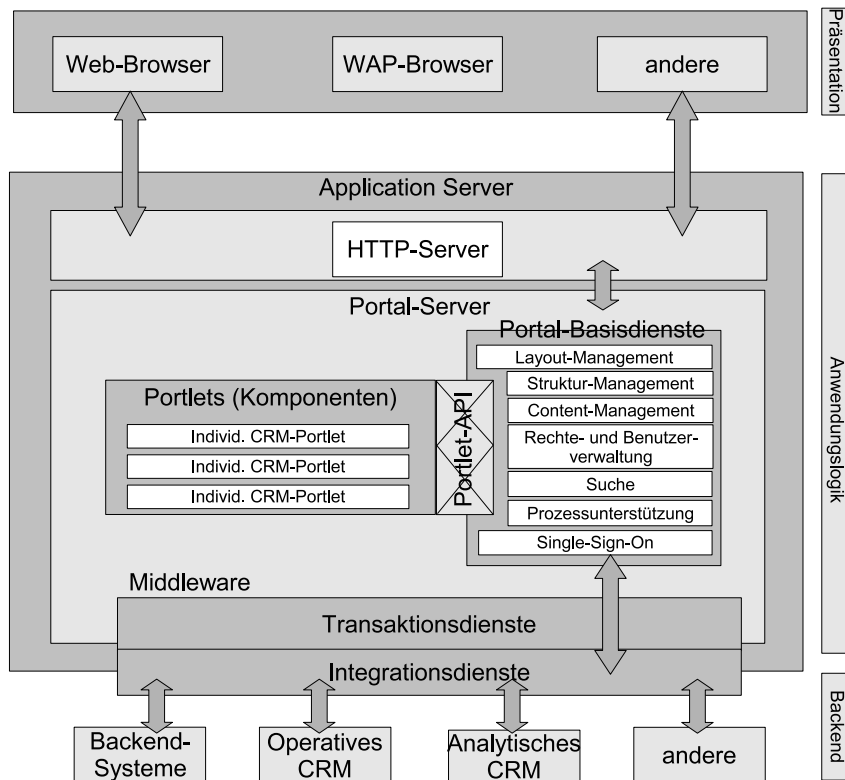 Web-Browser
WAP-Browser
andere
Präsentation
Application Server
HTTP-Server
Portal-Server
Portal-Basisdienste
Layout-Management
Struktur-Management
Content-Management
Rechte- und Benutzer-
verwaltung
Suche
Prozessunterstützung
Single-Sign-On
Portlets (Komponenten)
Individ. CRM-Portlet
Individ. CRM-Portlet
Individ. CRM-Portlet
Portlet-API
Anwendungslogik
Middleware
Transaktionsdienste
Integrationsdienste
Backend-
Systeme
Operatives
CRM
Analytisches
CRM
andere
Backend